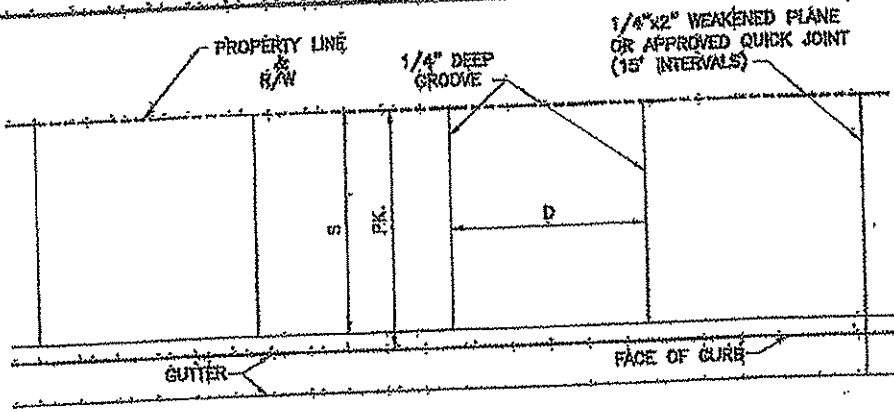 PROPERTY LINE
&
R/W
1/4" DEEP
GROOVE
1/4"x2" WEAKENED PLANE
OR APPROVED QUICK JOINT
(15' INTERVALS)
S
PK.
D
GUTTER
FACE OF CURB